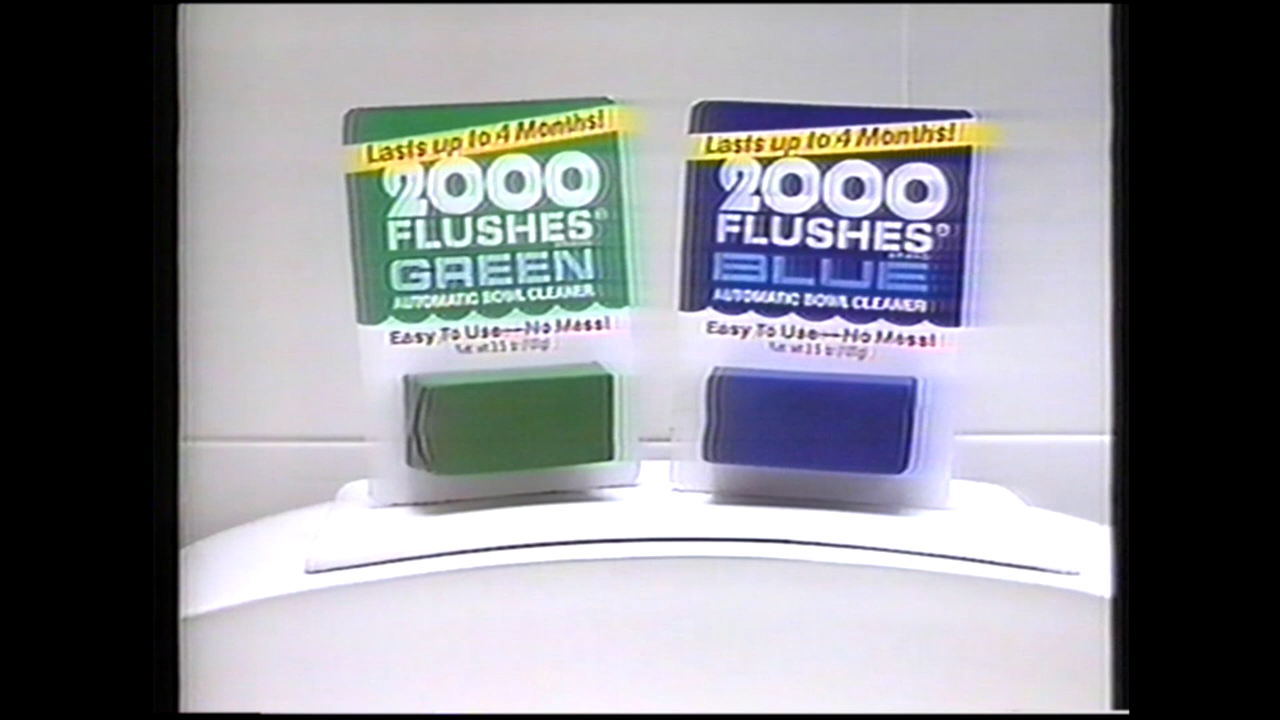 Lasts up to 4 Months!
2000
FLUSHES®
GREEN
AUTOMATIC BOWL CLEANER
Easy To Use—No Mess!
Lasts up to 4 Months!
2000
FLUSHES®
BLUE
AUTOMATIC BOWL CLEANER
Easy To Use—No Mess!